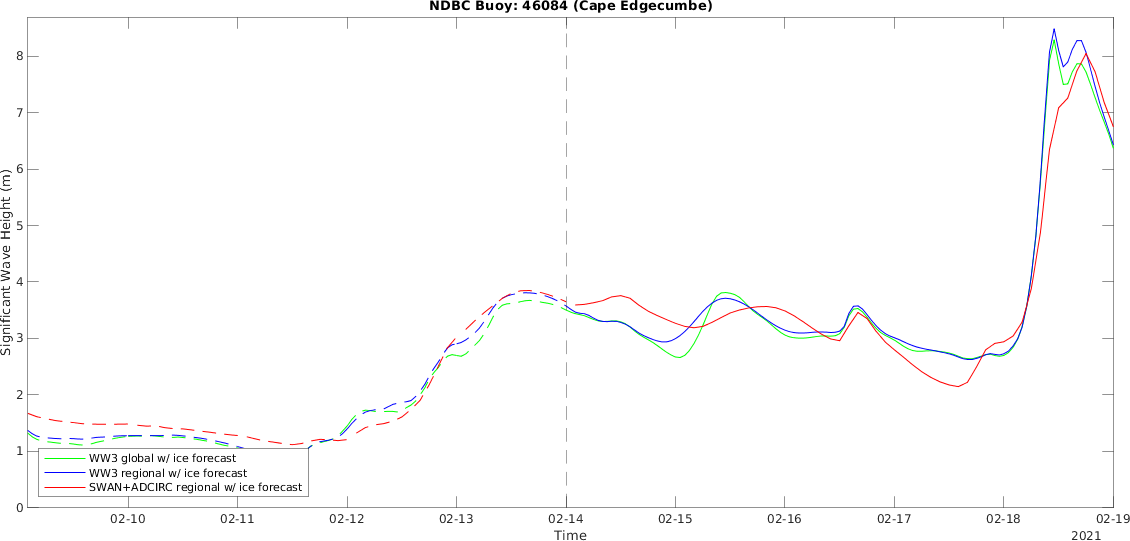 NDBC Buoy: 46084 (Cape Edgecumbe)
Significant Wave Height (m)
8
7
6
5
4
3
2
1
0
WW3 global w/ ice forecast
WW3 regional w/ ice forecast
SWAN+ADCIRC regional w/ ice forecast
02-10 02-11 02-12 02-13 02-14 02-15 02-16 02-17 02-18 02-19
Time
2021